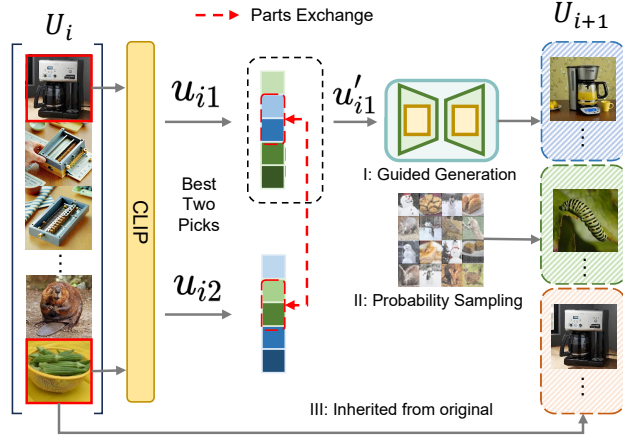 U_i
Parts Exchange
U_{i+1}
CLIP
u_{i1}
u'_{i1}
I: Guided Generation
Best
Two
Picks
II: Probability Sampling
u_{i2}
III: Inherited from original